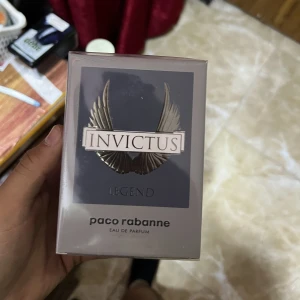 INVICTUS
LEGEND
paco rabanne
EAU DE PARFUM